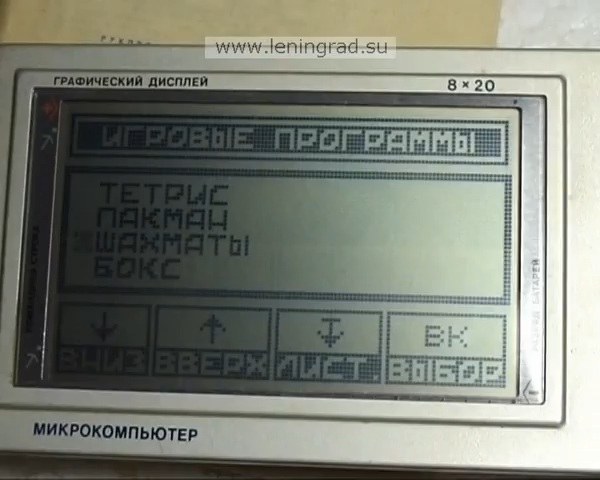 www.leningrad.su
ГРАФИЧЕСКИЙ ДИСПЛЕЙ 8×20
ИГРОВЫЕ ПРОГРАММЫ
ТЕТРИС
ПАКМАН
ШАХМАТЫ
БОКС
ВК
ВНИЗ ВВЕРХ ЛИСТ. ВЫБОР
МИКРОКОМПЬЮТЕР